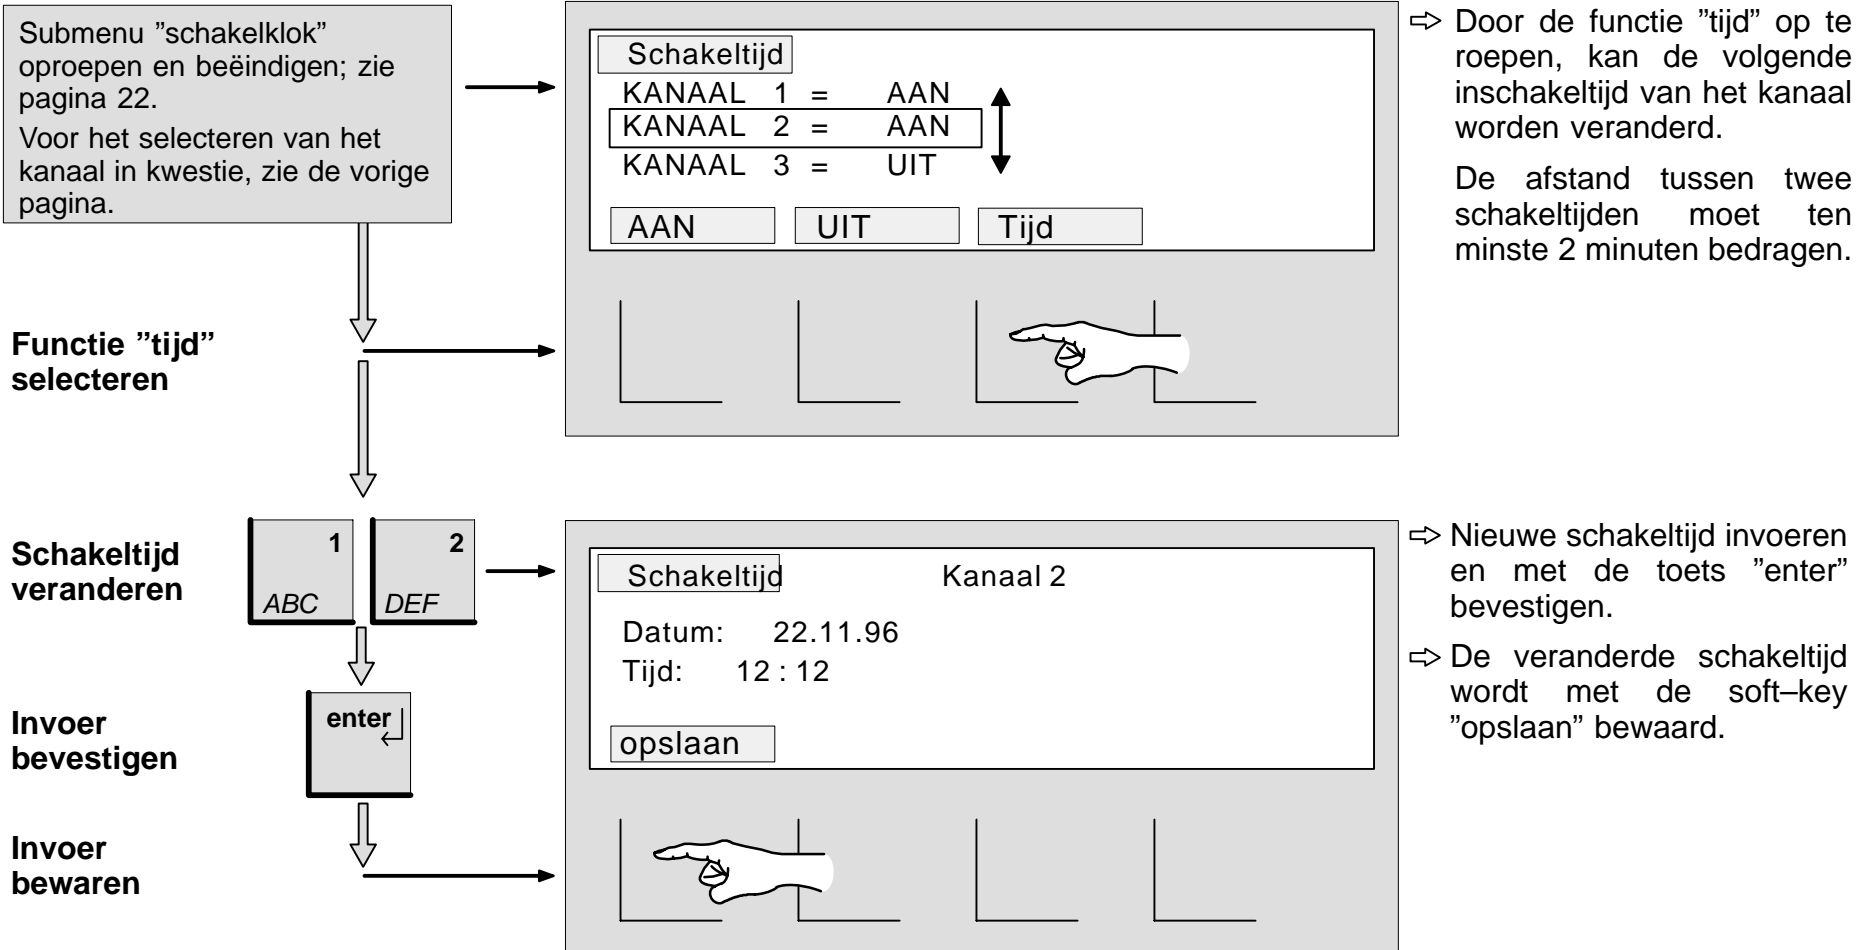 Submenu ”schakelklok”
oproepen en beëindigen; zie
pagina 22.
Voor het selecteren van het
kanaal in kwestie, zie de vorige
pagina.
Schakeltijd
KANAAL 1 = AAN
KANAAL 2 = AAN
KANAAL 3 = UIT
AAN UIT Tijd
⇨ Door de functie ”tijd” op te
roepen, kan de volgende
inschakeltijd van het kanaal
worden veranderd.
De afstand tussen twee
schakeltijden moet ten
minste 2 minuten bedragen.
Functie ”tijd”
selecteren
Schakeltijd
veranderen
1
ABC
2
DEF
Schakeltijd Kanaal 2
Datum: 22.11.96
Tijd: 12 : 12
opslaan
⇨ Nieuwe schakeltijd invoeren
en met de toets ”enter”
bevestigen.
⇨ De veranderde schakeltijd
wordt met de soft–key
”opslaan” bewaard.
Invoer
bevestigen
enter
Invoer
bewaren